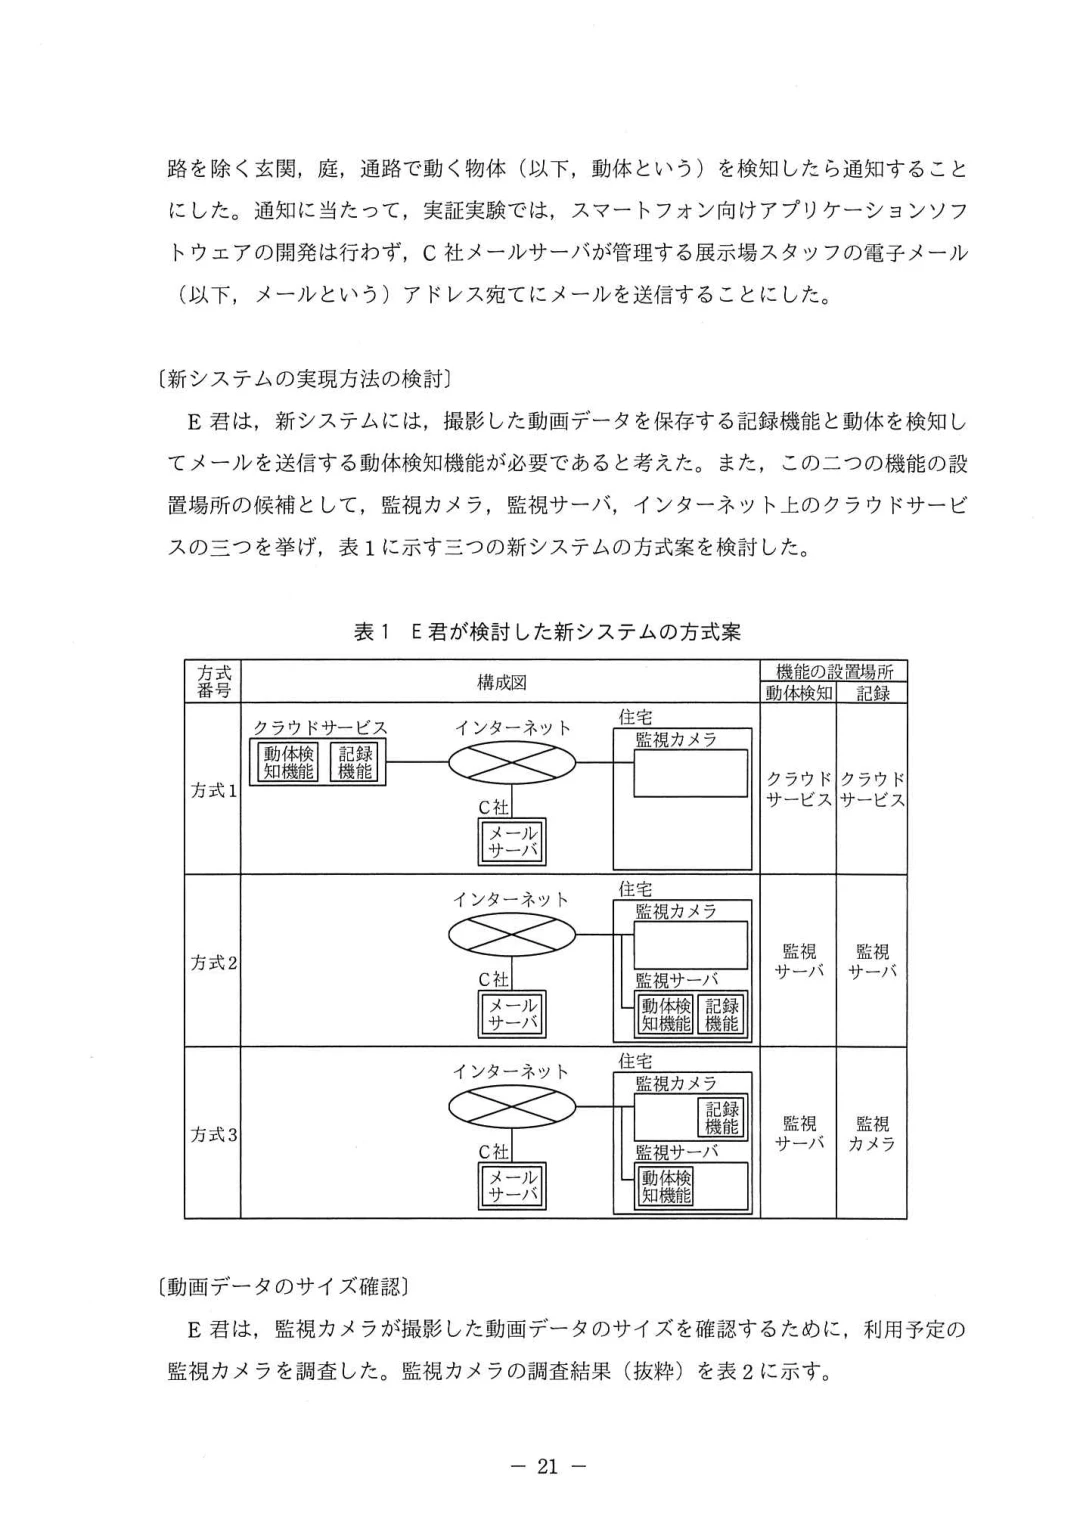 路を除く玄関，庭，通路で動く物体（以下，動体という）を検知したら通知すること
にした。通知に当たって，実証実験では，スマートフォン向けアプリケーションソフ
トウェアの開発は行わず，C 社メールサーバが管理する展示場スタッフの電子メール
（以下，メールという）アドレス宛てにメールを送信することにした。
〔新システムの実現方法の検討〕
E 君は，新システムには，撮影した動画データを保存する記録機能と動体を検知し
てメールを送信する動体検知機能が必要であると考えた。また，この二つの機能の設
置場所の候補として，監視カメラ，監視サーバ，インターネット上のクラウドサービ
スの三つを挙げ，表 1 に示す三つの新システムの方式案を検討した。
表 1　E 君が検討した新システムの方式案
方式
番号
構成図
機能の設置場所
動体検知
記録
方式1
クラウドサービス
動体検
知機能
記録
機能
インターネット
C社
メール
サーバ
住宅
監視カメラ
クラウド
サービス
クラウド
サービス
方式2
インターネット
C社
メール
サーバ
住宅
監視カメラ
監視サーバ
動体検
知機能
記録
機能
監視
サーバ
監視
サーバ
方式3
インターネット
C社
メール
サーバ
住宅
監視カメラ
記録
機能
監視サーバ
動体検
知機能
監視
サーバ
監視
カメラ
〔動画データのサイズ確認〕
E 君は，監視カメラが撮影した動画データのサイズを確認するために，利用予定の
監視カメラを調査した。監視カメラの調査結果（抜粋）を表 2 に示す。
－ 21 －